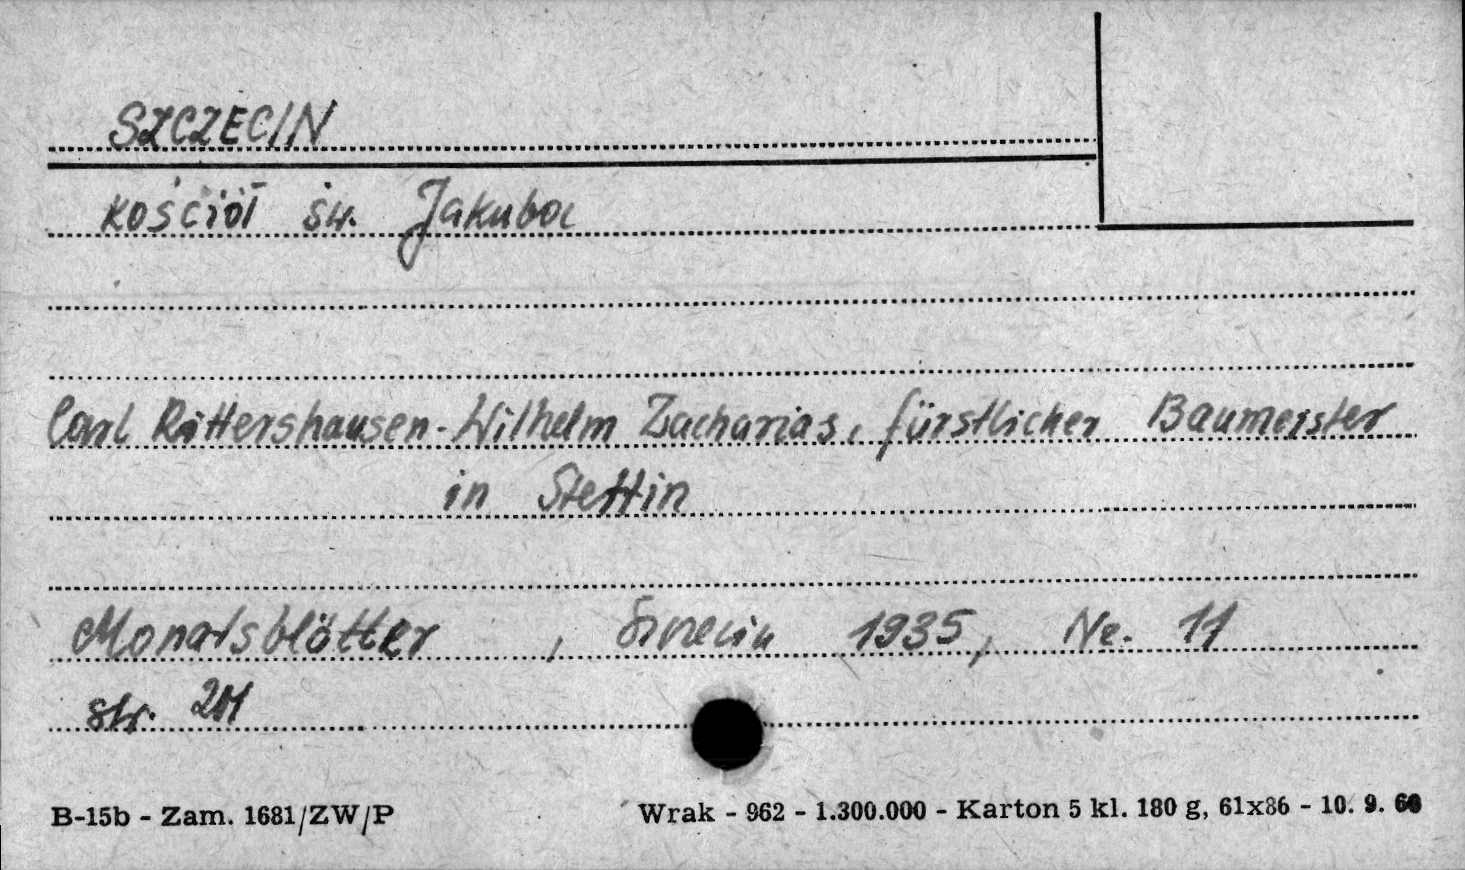 SZCZECIN
kościół św. Jakuba
Carl Rittershausen - Wilhelm Zacharias, fürstlicher Baumeister
in Stettin
Monatsblätter , Szczecin 1935, Nr. 11
str. 211
B-15b - Zam. 1681/ZW/P
Wrak - 962 - 1.300.000 - Karton 5 kl. 180 g, 61x86 - 10. 9. 60